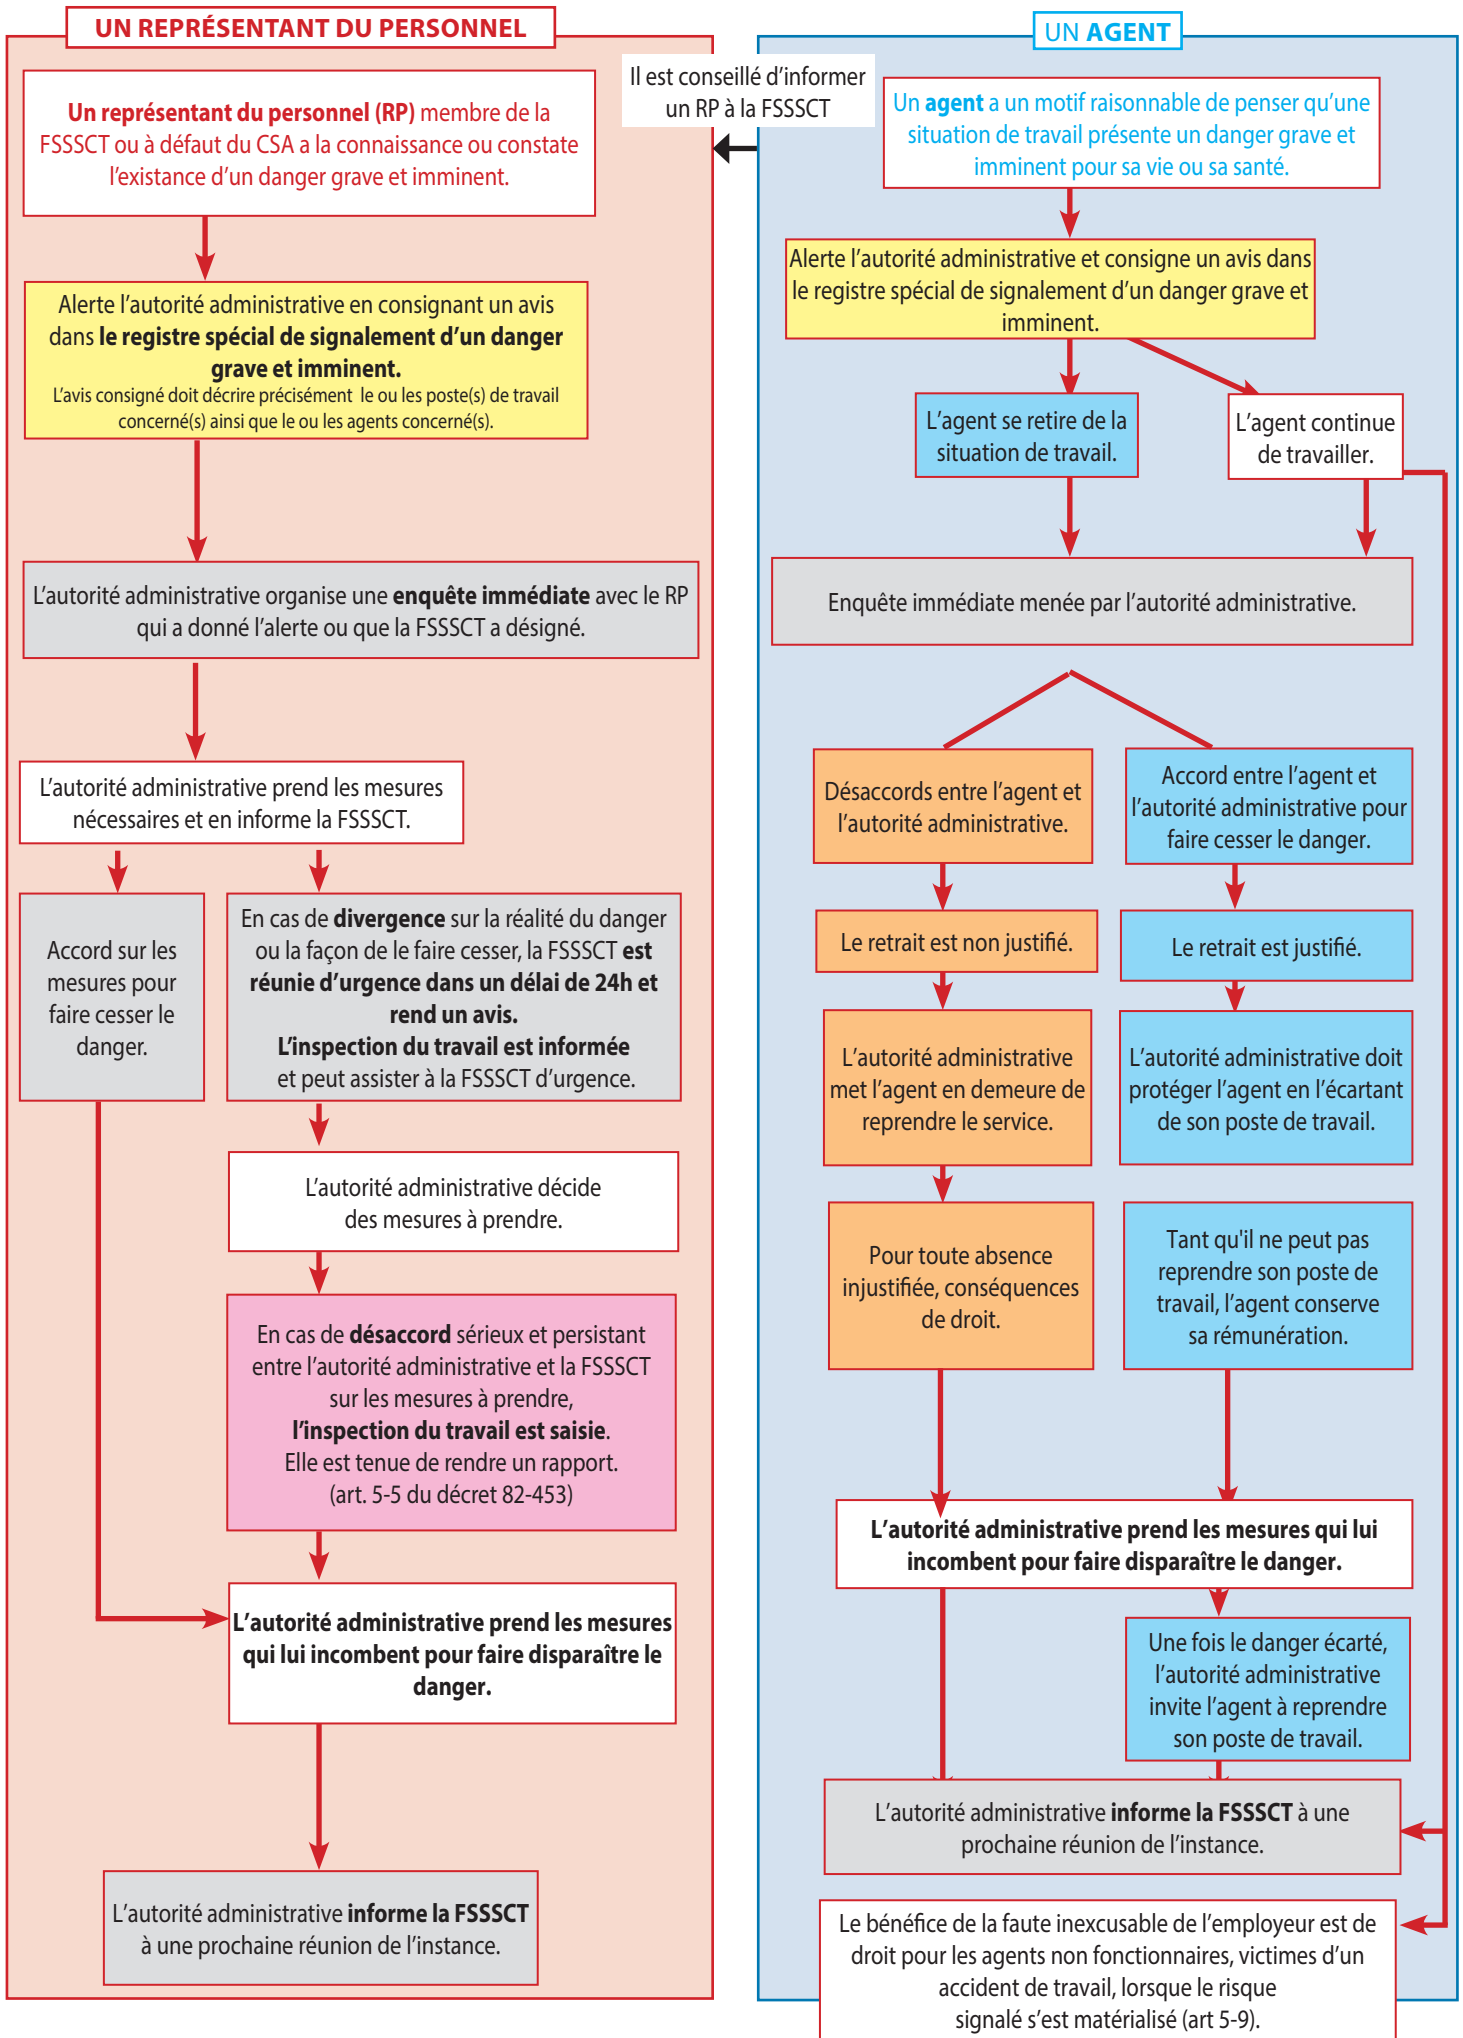 UN REPRÉSENTANT DU PERSONNEL
Un représentant du personnel (RP) membre de la
FSSSCT ou à défaut du CSA a la connaissance ou constate
l’existence d’un danger grave et imminent.
Alerte l’autorité administrative en consignant un avis
dans le registre spécial de signalement d’un danger
grave et imminent.
L’avis consigné doit décrire précisément le ou les poste(s) de travail
concerné(s) ainsi que le ou les agents concerné(s).
L’autorité administrative organise une enquête immédiate avec le RP
qui a donné l’alerte ou que la FSSSCT a désigné.
L’autorité administrative prend les mesures
nécessaires et en informe la FSSSCT.
Accord sur les
mesures pour
faire cesser le
danger.
En cas de divergence sur la réalité du danger
ou la façon de le faire cesser, la FSSSCT est
réunie d’urgence dans un délai de 24h et
rend un avis.
L’inspection du travail est informée
et peut assister à la FSSSCT d’urgence.
L’autorité administrative décide
des mesures à prendre.
En cas de désaccord sérieux et persistant
entre l’autorité administrative et la FSSSCT
sur les mesures à prendre,
l’inspection du travail est saisie.
Elle est tenue de rendre un rapport.
(art. 5-5 du décret 82-453)
L’autorité administrative prend les mesures
qui lui incombent pour faire disparaître le
danger.
L’autorité administrative informe la FSSSCT
à une prochaine réunion de l’instance.
Il est conseillé d’informer
un RP à la FSSSCT
UN AGENT
Un agent a un motif raisonnable de penser qu’une
situation de travail présente un danger grave et
imminent pour sa vie ou sa santé.
Alerte l’autorité administrative et consigne un avis dans
le registre spécial de signalement d’un danger grave et
imminent.
L’agent se retire de la
situation de travail.
L’agent continue
de travailler.
Enquête immédiate menée par l’autorité administrative.
Désaccords entre l’agent et
l’autorité administrative.
Le retrait est non justifié.
L’autorité administrative
met l’agent en demeure de
reprendre le service.
Pour toute absence
injustifiée, conséquences
de droit.
Accord entre l’agent et
l’autorité administrative pour
faire cesser le danger.
Le retrait est justifié.
L’autorité administrative doit
protéger l’agent en l’écartant
de son poste de travail.
Tant qu'il ne peut pas
reprendre son poste de
travail, l’agent conserve
sa rémunération.
L’autorité administrative prend les mesures qui lui
incombent pour faire disparaître le danger.
Une fois le danger écarté,
l’autorité administrative
invite l’agent à reprendre
son poste de travail.
L’autorité administrative informe la FSSSCT à une
prochaine réunion de l’instance.
Le bénéfice de la faute inexcusable de l’employeur est de
droit pour les agents non fonctionnaires, victimes d’un
accident de travail, lorsque le risque
signalé s’est matérialisé (art 5-9).